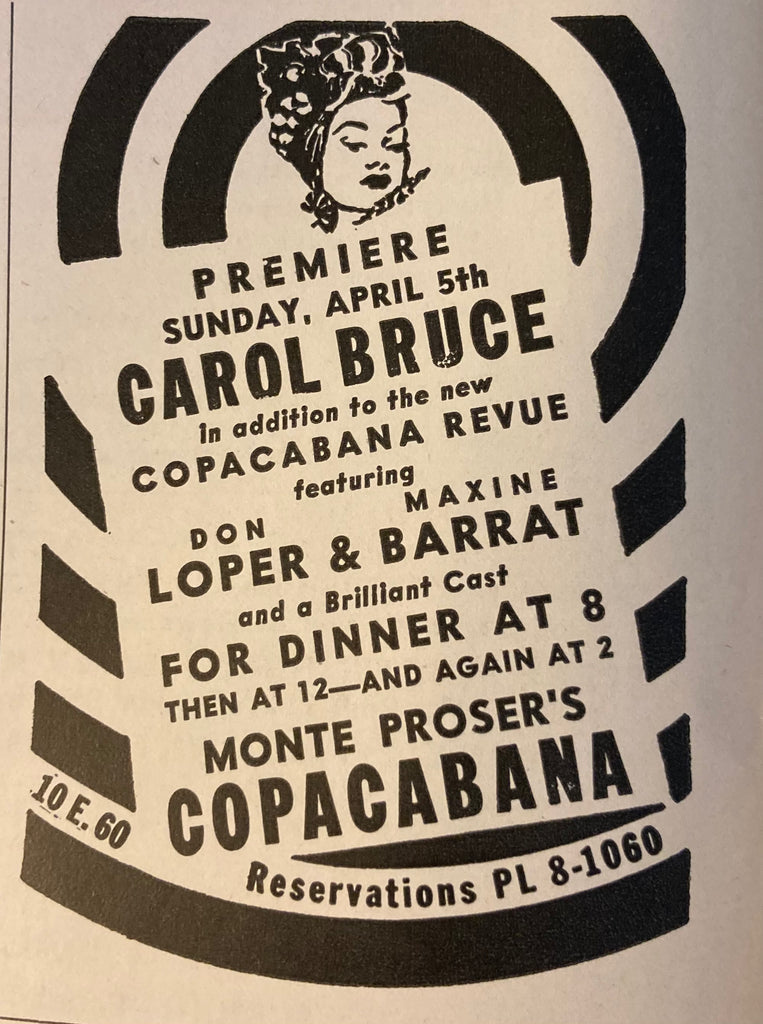 PREMIERE
SUNDAY, APRIL 5th
CAROL BRUCE
in addition to the new
COPACABANA REVUE
featuring
DON MAXINE
LOPER & BARRAT
and a Brilliant Cast
FOR DINNER AT 8
THEN AT 12—AND AGAIN AT 2
MONTE PROSER'S
COPACABANA
10 E. 60
Reservations PL 8-1060